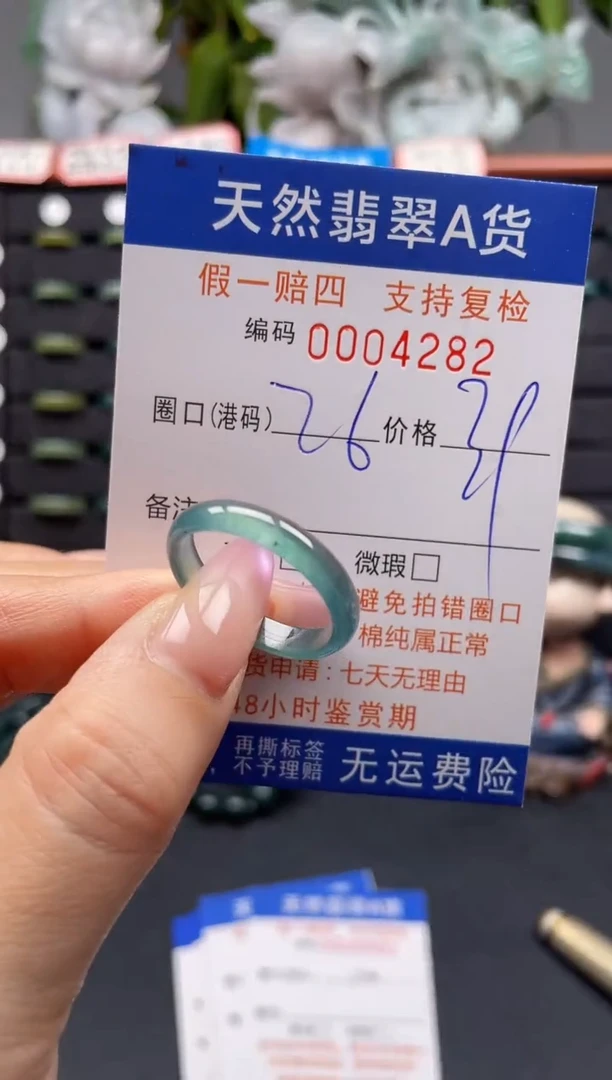 天然翡翠A货
假一赔四 支持复检
编码 0004282
圈口(港码) 26 价格
备注
微瑕
避免拍错圈口
棉纯属正常
货申请：七天无理由
48小时鉴赏期
再撕标签
不予理赔 无运费险